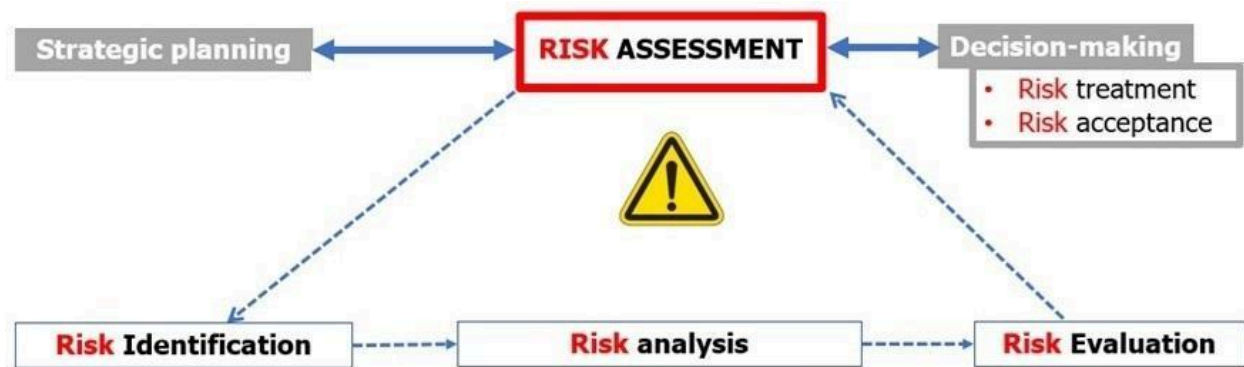 Strategic planning
RISK ASSESSMENT
Decision-making
• Risk treatment
• Risk acceptance
!
Risk Identification
Risk analysis
Risk Evaluation